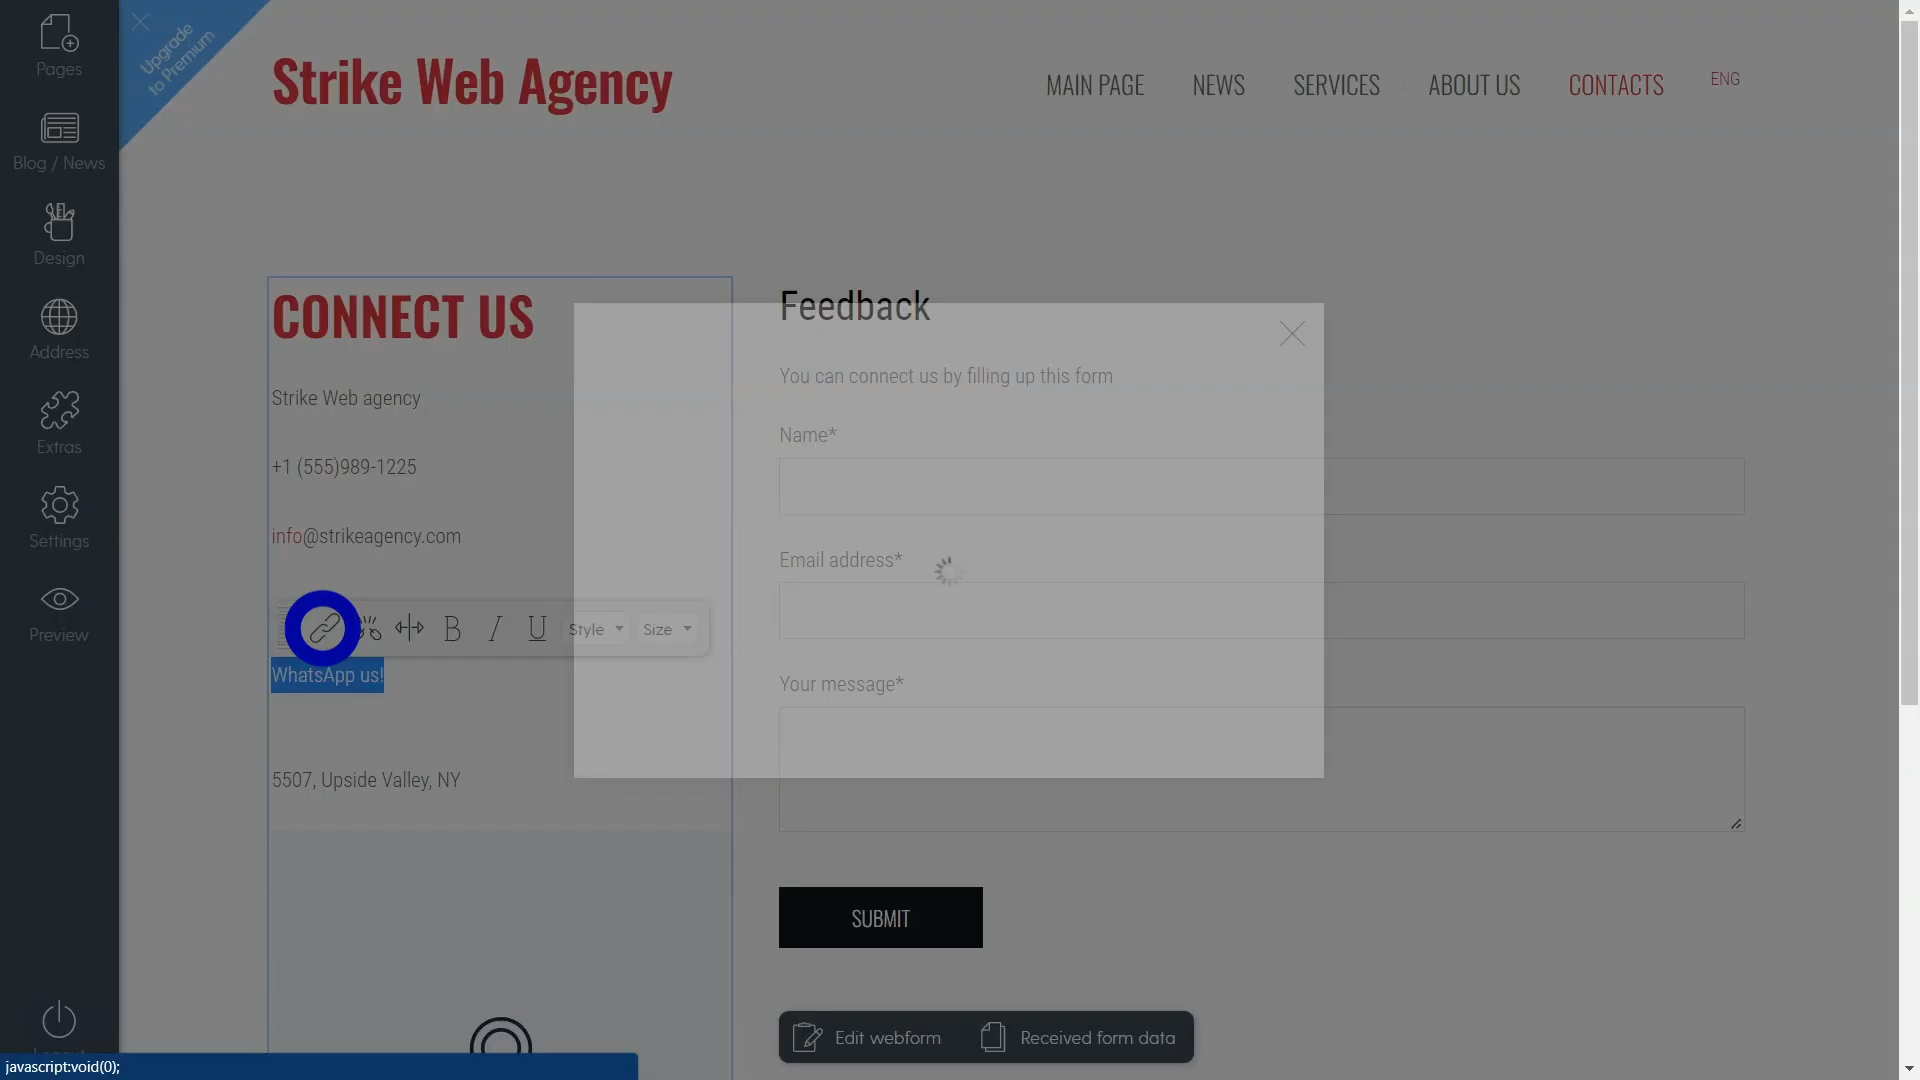 Pages
Blog / News
Design
Address
Extras
Settings
Preview
Upgrade
to Premium
Strike Web Agency
MAIN PAGE
NEWS
SERVICES
ABOUT US
CONTACTS
ENG
CONNECT US
Strike Web agency
+1 (555)989-1225
info@strikeagency.com
Style
Size
WhatsApp us!
5507, Upside Valley, NY
Feedback
You can connect us by filling up this form
Name*
Email address*
Your message*
SUBMIT
Edit webform
Received form data
javascript:void(0);